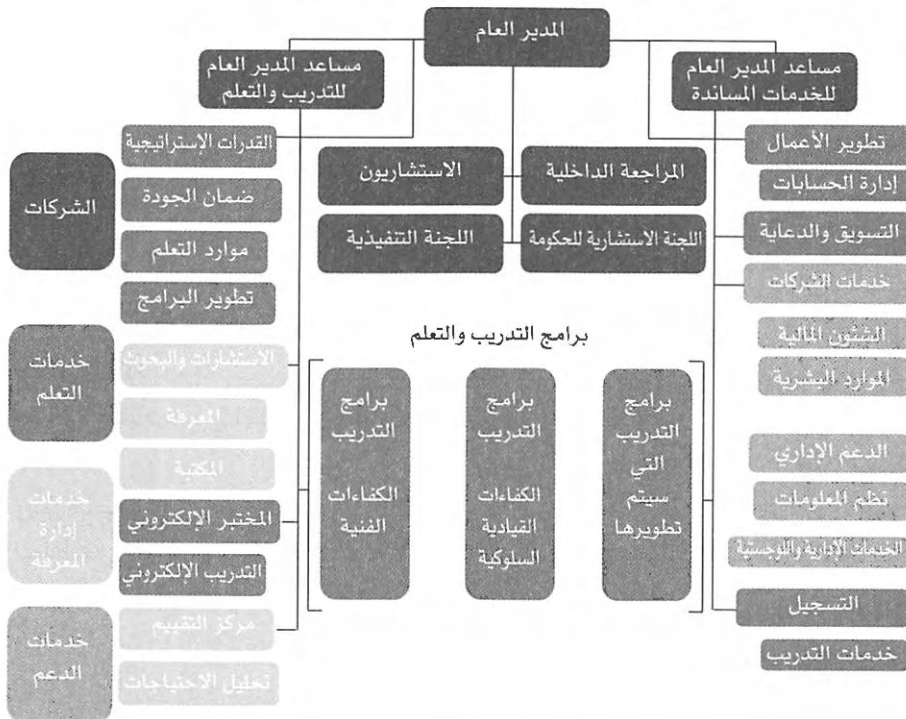 المدير العام
مساعد المدير العام
للخدمات المساندة
مساعد المدير العام
للتدريب والتعلم
تطوير الأعمال
إدارة الحسابات
التسويق والدعاية
خدمات الشركات
الشئون المالية
الموارد البشرية
الدعم الإداري
نظم المعلومات
الخدمات الإدارية واللوجستية
التسجيل
خدمات التدريب
المراجعة الداخلية
الاستشاريون
اللجنة الاستشارية للحكومة
اللجنة التنفيذية
برامج التدريب والتعلم
برامج
التدريب
التي
سيتم
تطويرها
برامج
التدريب
الكفاءات
القيادية
السلوكية
برامج
التدريب
الكفاءات
الفنية
القدرات الإستراتيجية
ضمان الجودة
موارد التعلم
تطوير البرامج
الاستشارات والبحوث
المعرفة
المكتبة
المختبر الإلكتروني
التدريب الإلكتروني
مركز التقييم
تحليل الاحتياجات
الشركات
خدمات
التعلم
خدمات
إدارة
المعرفة
خدمات
الدعم